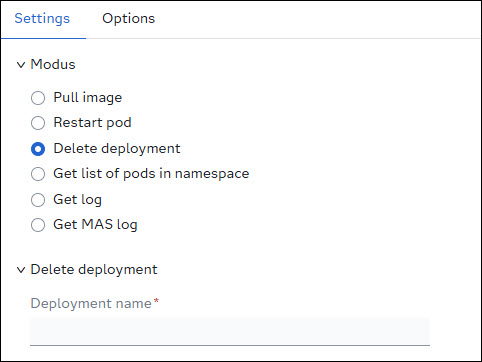 Settings Options
Modus
Pull image
Restart pod
Delete deployment
Get list of pods in namespace
Get log
Get MAS log
Delete deployment
Deployment name*